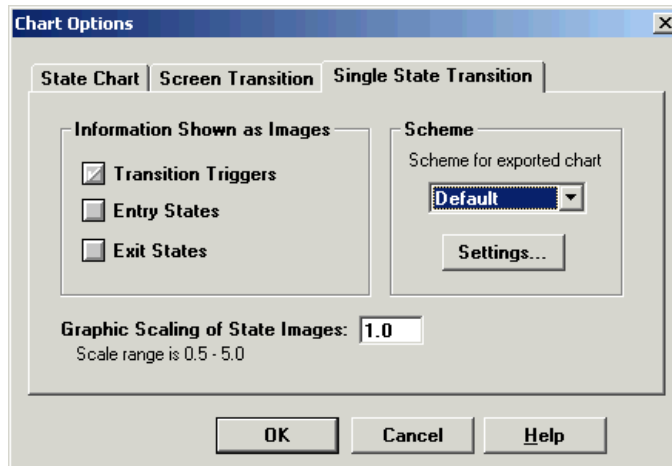 Chart Options
State Chart
Screen Transition
Single State Transition
Information Shown as Images
Transition Triggers
Entry States
Exit States
Scheme
Scheme for exported chart
Default
Settings...
Graphic Scaling of State Images: 1.0
Scale range is 0.5 - 5.0
OK
Cancel
Help